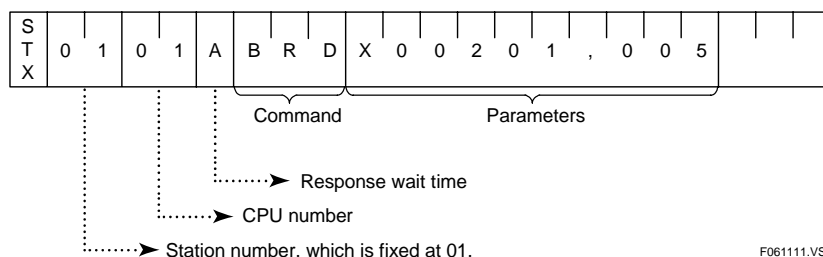 STX 0 1 0 1 A B R D X 0 0 2 0 1 , 0 0 5
Command Parameters
Response wait time
CPU number
Station number, which is fixed at 01.
F061111.VS